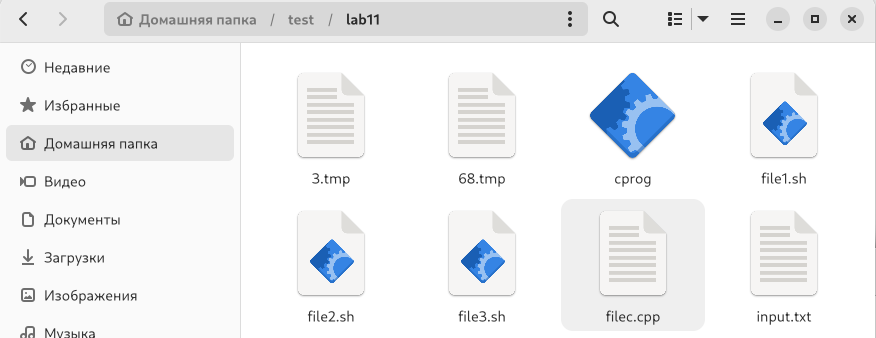 Домашняя папка / test / lab11
Недавние
Избранные
Домашняя папка
Видео
Документы
Загрузки
Изображения
Музыка
3.tmp
68.tmp
cprog
file1.sh
file2.sh
file3.sh
filec.cpp
input.txt